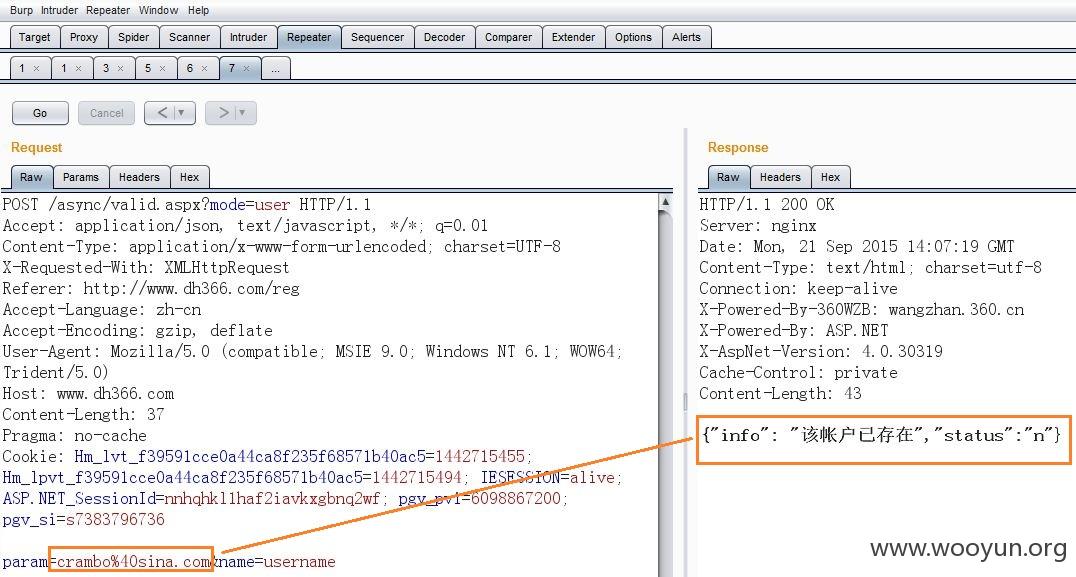 Burp Intruder Repeater Window Help
Target Proxy Spider Scanner Intruder Repeater Sequencer Decoder Comparer Extender Options Alerts
1 × 1 × 3 × 5 × 6 × 7 × ...
Go Cancel < ▼ > ▼
Request
Raw Params Headers Hex
POST /async/valid.aspx?mode=user HTTP/1.1
Accept: application/json, text/javascript, */*; q=0.01
Content-Type: application/x-www-form-urlencoded; charset=UTF-8
X-Requested-With: XMLHttpRequest
Referer: http://www.dh366.com/reg
Accept-Language: zh-cn
Accept-Encoding: gzip, deflate
User-Agent: Mozilla/5.0 (compatible; MSIE 9.0; Windows NT 6.1; WOW64;
Trident/5.0)
Host: www.dh366.com
Content-Length: 37
Pragma: no-cache
Cookie: Hm_lvt_f39591cce0a44ca8f235f68571b40ac5=1442715455;
Hm_lpvt_f39591cce0a44ca8f235f68571b40ac5=1442715494; IESESSION=alive;
ASP.NET_SessionId=nnhqhkl1haf2iavkxgbnq2wf; pgv_pvi=6098867200;
pgv_si=s7383796736
param=crambo%40sina.com&name=username
Response
Raw Headers Hex
HTTP/1.1 200 OK
Server: nginx
Date: Mon, 21 Sep 2015 14:07:19 GMT
Content-Type: text/html; charset=utf-8
Connection: keep-alive
X-Powered-By-360WZB: wangzhan.360.cn
X-Powered-By: ASP.NET
X-AspNet-Version: 4.0.30319
Cache-Control: private
Content-Length: 43
{"info": "该帐户已存在","status":"n"}
www.wooyun.org